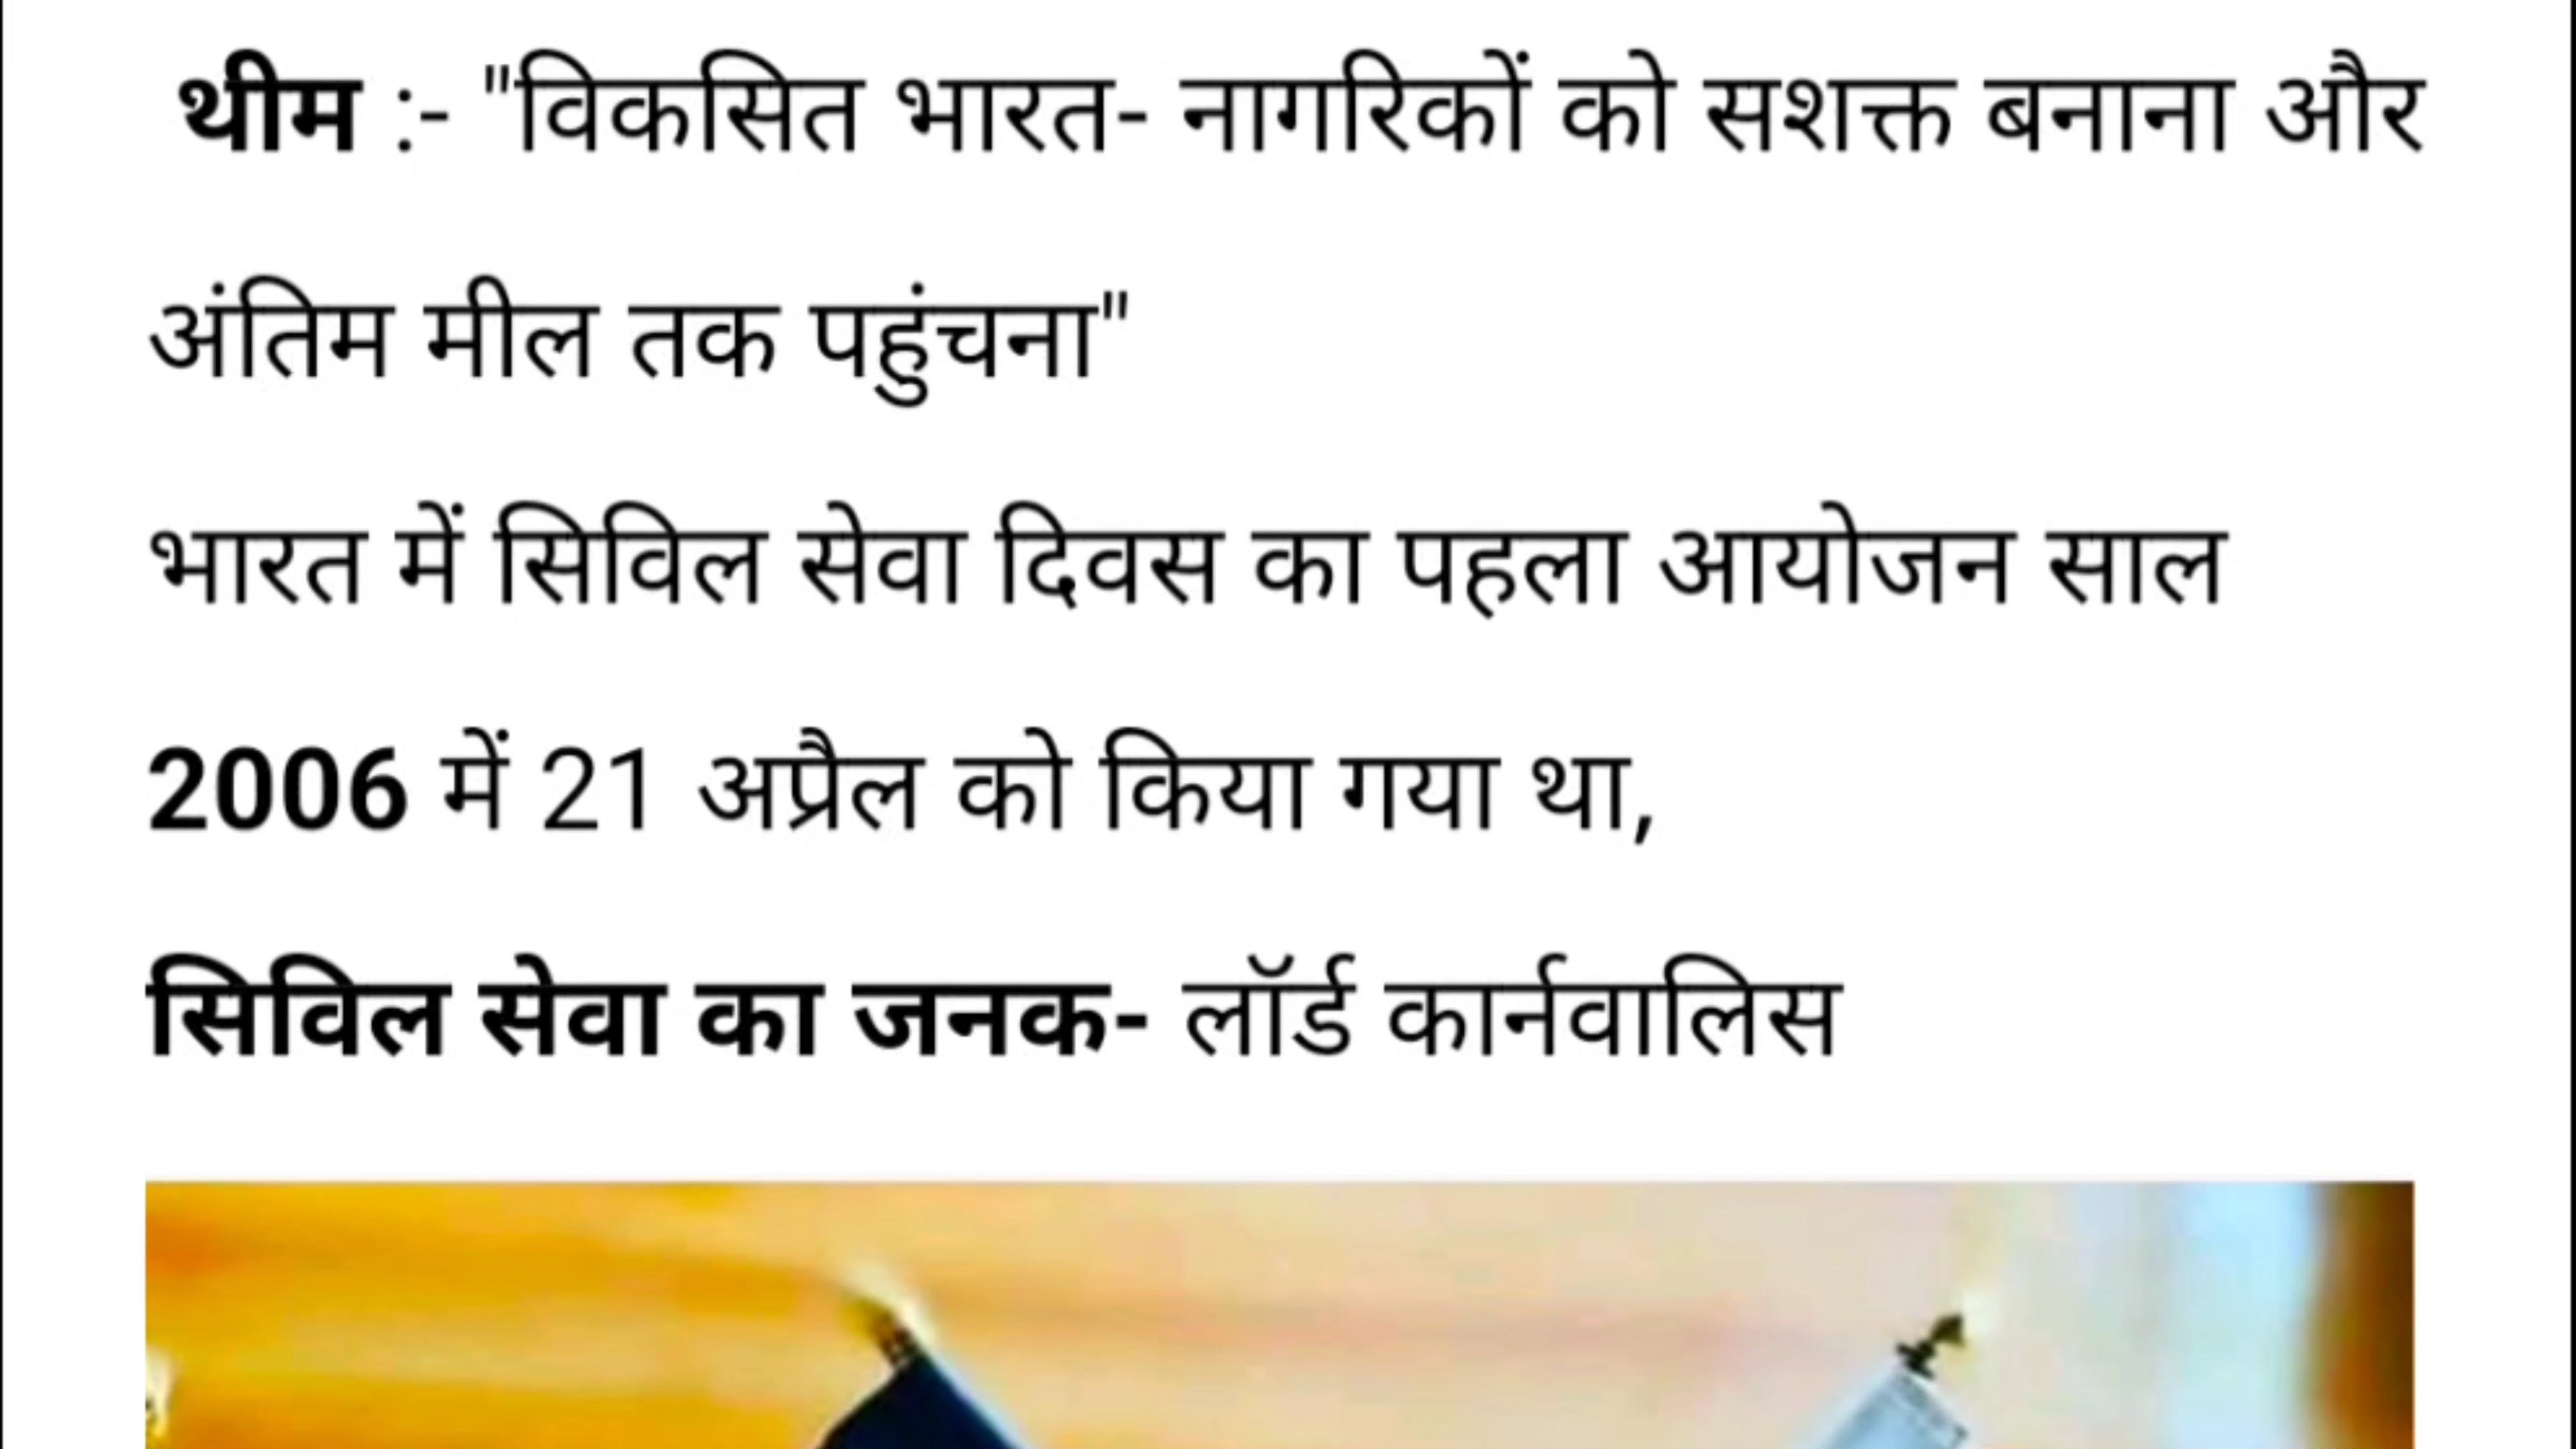 थीम :- "विकसित भारत- नागरिकों को सशक्त बनाना और
अंतिम मील तक पहुंचना"
भारत में सिविल सेवा दिवस का पहला आयोजन साल
2006 में 21 अप्रैल को किया गया था,
सिविल सेवा का जनक- लॉर्ड कार्नवालिस